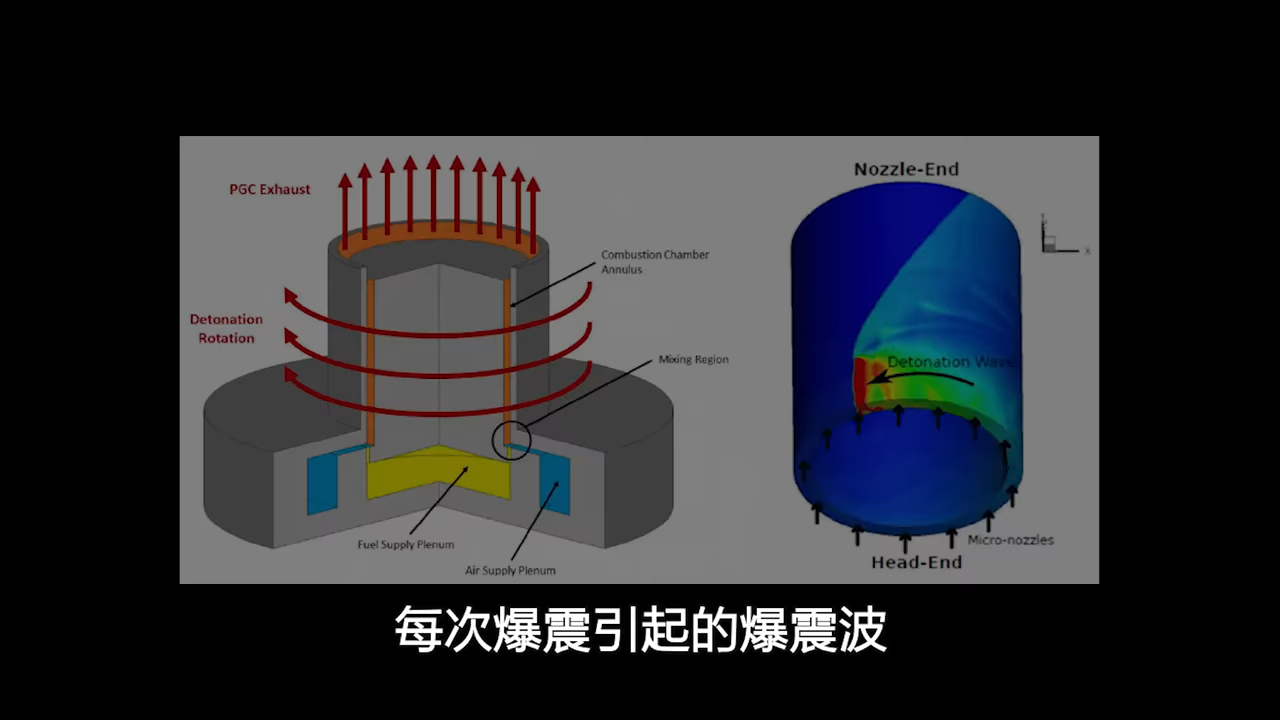 PGC Exhaust
Combustion Chamber
Annulus
Detonation
Rotation
Mixing Region
Fuel Supply Plenum
Air Supply Plenum
Nozzle-End
Y
X
Detonation Wave
Micro-nozzles
Head-End
每次爆震引起的爆震波